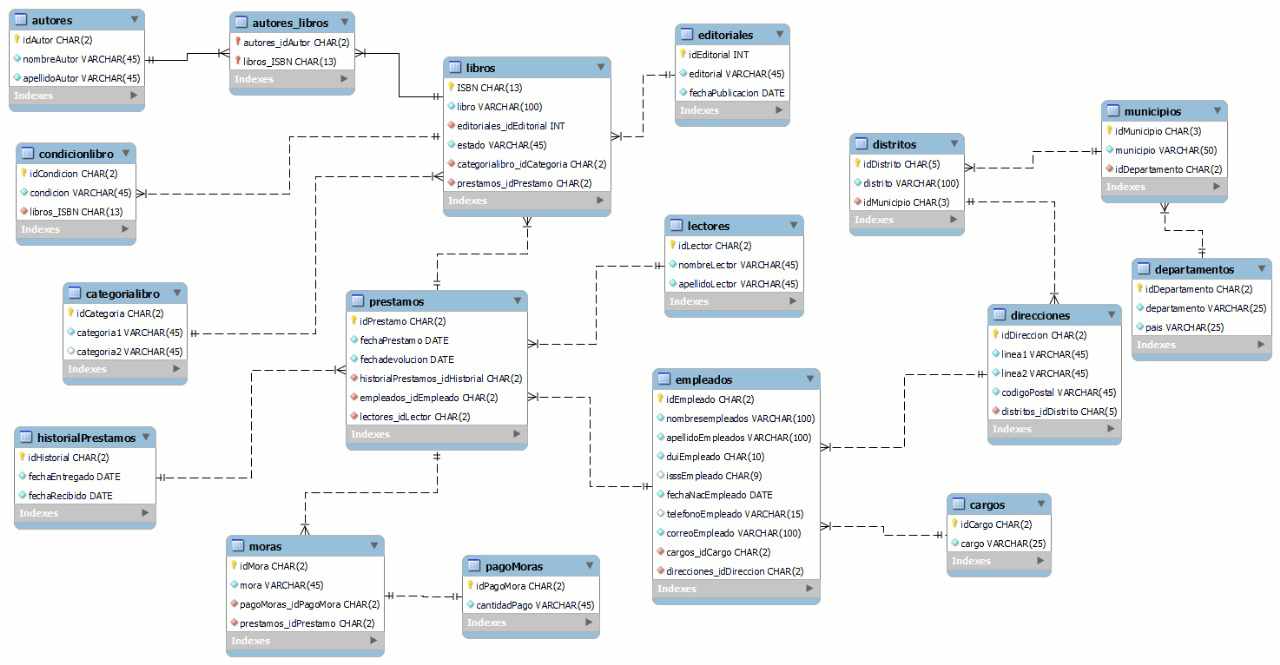 autores
idAutor CHAR(2)
nombreAutor VARCHAR(45)
apellidoAutor VARCHAR(45)
Indexes
autores_libros
autores_idAutor CHAR(2)
libros_ISBN CHAR(13)
Indexes
libros
ISBN CHAR(13)
libro VARCHAR(100)
editoriales_idEditorial INT
estado VARCHAR(45)
categorialibro_idCategoria CHAR(2)
prestamos_idPrestamo CHAR(2)
Indexes
editoriales
idEditorial INT
editorial VARCHAR(45)
fechaPublicacion DATE
Indexes
condicionlibro
idCondicion CHAR(2)
condicion VARCHAR(45)
libros_ISBN CHAR(13)
Indexes
distritos
idDistrito CHAR(5)
distrito VARCHAR(100)
idMunicipio CHAR(3)
Indexes
municipios
idMunicipio CHAR(3)
municipio VARCHAR(50)
idDepartamento CHAR(2)
Indexes
lectores
idLector CHAR(2)
nombreLector VARCHAR(45)
apellidoLector VARCHAR(45)
Indexes
departamentos
idDepartamento CHAR(2)
departamento VARCHAR(25)
pais VARCHAR(25)
Indexes
categorialibro
idCategoria CHAR(2)
categoria1 VARCHAR(45)
categoria2 VARCHAR(45)
Indexes
prestamos
idPrestamo CHAR(2)
fechaPrestamo DATE
fechadevolucion DATE
historialPrestamos_idHistorial CHAR(2)
empleados_idEmpleado CHAR(2)
lectores_idLector CHAR(2)
Indexes
direcciones
idDireccion CHAR(2)
linea1 VARCHAR(45)
linea2 VARCHAR(45)
codigoPostal VARCHAR(45)
distritos_idDistrito CHAR(5)
Indexes
empleados
idEmpleado CHAR(2)
nombresempleados VARCHAR(100)
apellidoEmpleados VARCHAR(100)
duiEmpleado CHAR(10)
isssEmpleado CHAR(9)
fechaNacEmpleado DATE
telefonoEmpleado VARCHAR(15)
correoEmpleado VARCHAR(100)
cargos_idCargo CHAR(2)
direcciones_idDireccion CHAR(2)
Indexes
historialPrestamos
idHistorial CHAR(2)
fechaEntregado DATE
fechaRecibido DATE
Indexes
cargos
idCargo CHAR(2)
cargo VARCHAR(25)
Indexes
moras
idMora CHAR(2)
mora VARCHAR(45)
pagoMoras_idPagoMora CHAR(2)
prestamos_idPrestamo CHAR(2)
Indexes
pagoMoras
idPagoMora CHAR(2)
cantidadPago VARCHAR(45)
Indexes